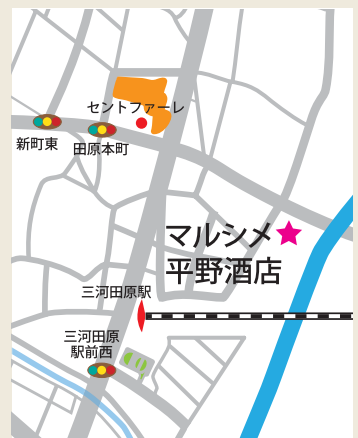 セントファーレ
新町東
田原本町
マルシメ
平野酒店
三河田原駅
三河田原
駅前西